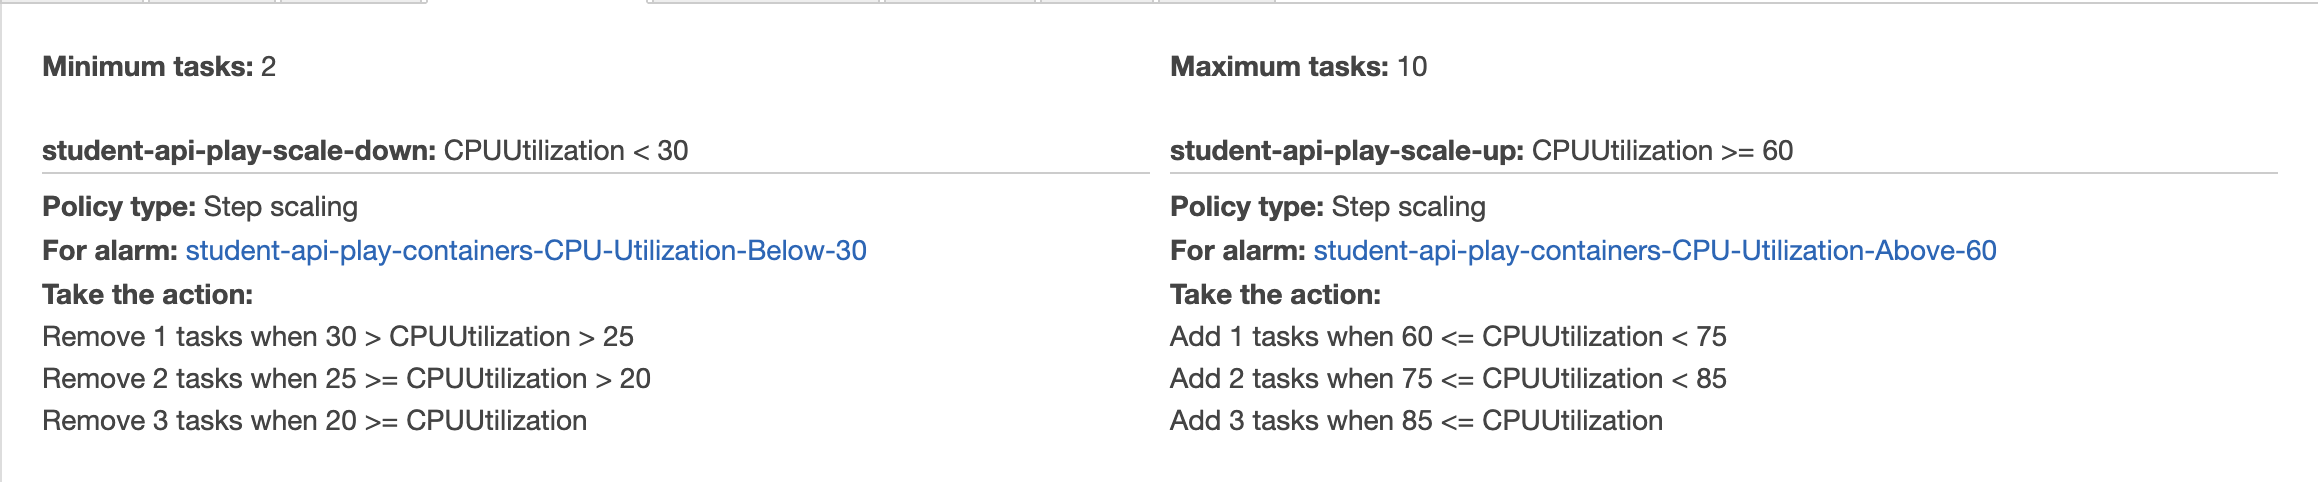 Minimum tasks: 2
Maximum tasks: 10
student-api-play-scale-down: CPUUtilization < 30
Policy type: Step scaling
For alarm: student-api-play-containers-CPU-Utilization-Below-30
Take the action:
Remove 1 tasks when 30 > CPUUtilization > 25
Remove 2 tasks when 25 >= CPUUtilization > 20
Remove 3 tasks when 20 >= CPUUtilization
student-api-play-scale-up: CPUUtilization >= 60
Policy type: Step scaling
For alarm: student-api-play-containers-CPU-Utilization-Above-60
Take the action:
Add 1 tasks when 60 <= CPUUtilization < 75
Add 2 tasks when 75 <= CPUUtilization < 85
Add 3 tasks when 85 <= CPUUtilization